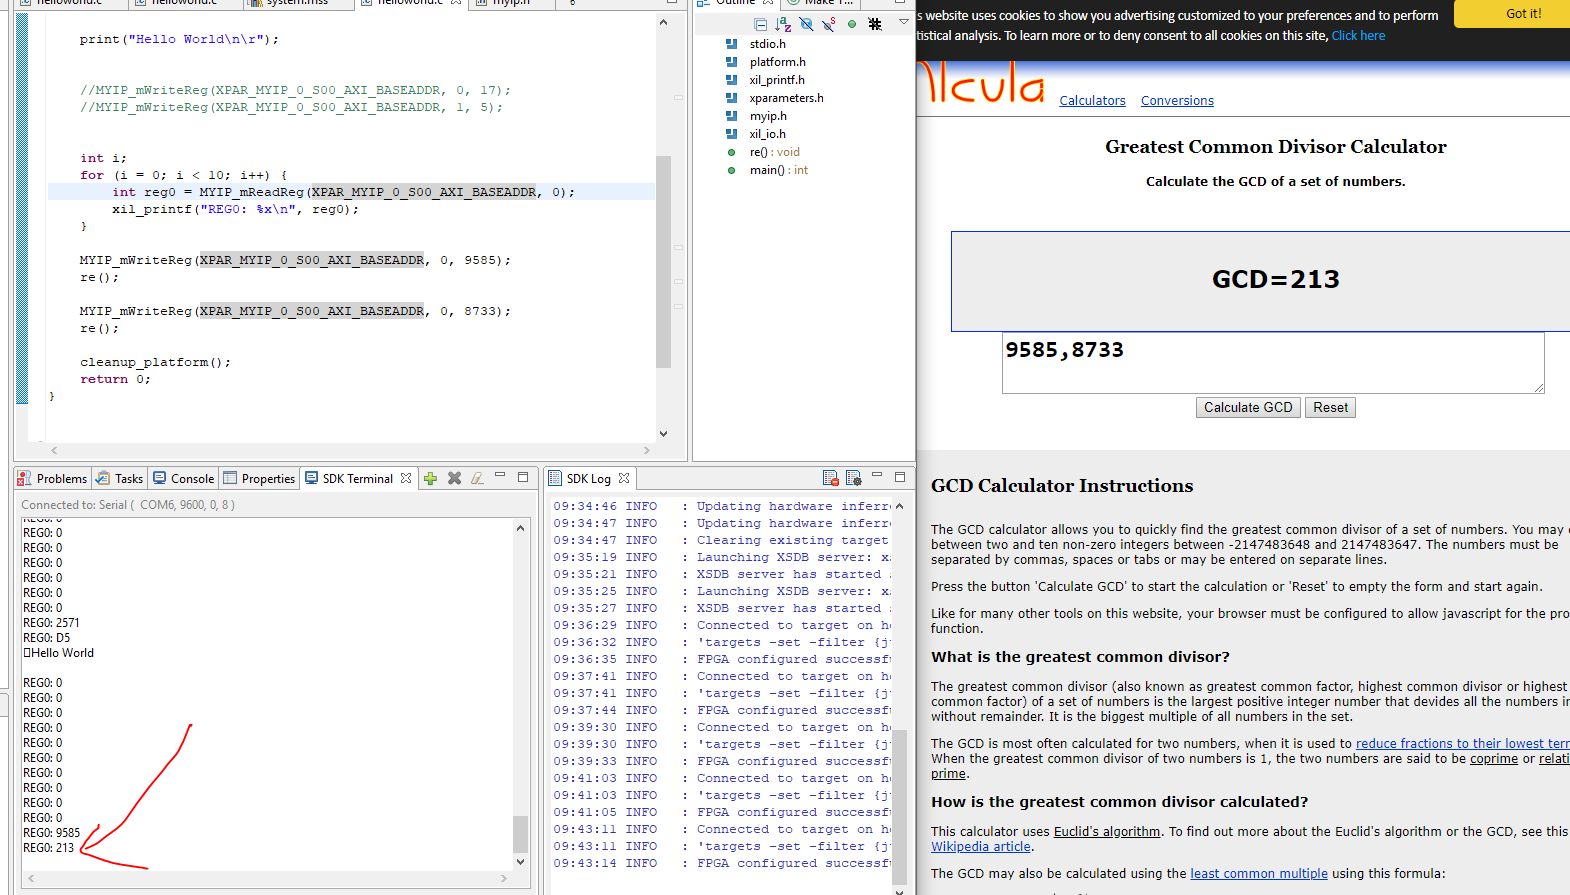 helloworld.c
helloworld.c
system.mss
helloworld.c
myip.h
6
print("Hello World\n\r");
//MYIP_mWriteReg(XPAR_MYIP_0_S00_AXI_BASEADDR, 0, 17);
//MYIP_mWriteReg(XPAR_MYIP_0_S00_AXI_BASEADDR, 1, 5);
int i;
for (i = 0; i < 10; i++) {
int reg0 = MYIP_mReadReg(XPAR_MYIP_0_S00_AXI_BASEADDR, 0);
xil_printf("REG0: %x\n", reg0);
}
MYIP_mWriteReg(XPAR_MYIP_0_S00_AXI_BASEADDR, 0, 9585);
re();
MYIP_mWriteReg(XPAR_MYIP_0_S00_AXI_BASEADDR, 0, 8733);
re();
cleanup_platform();
return 0;
}
Outline
Make T...
stdio.h
platform.h
xil_printf.h
xparameters.h
myip.h
xil_io.h
re() : void
main() : int
Problems
Tasks
Console
Properties
SDK Terminal
Connected to: Serial ( COM6, 9600, 0, 8 )
REG0: 0
REG0: 0
REG0: 0
REG0: 0
REG0: 0
REG0: 0
REG0: 0
REG0: 2571
REG0: D5
Hello World
REG0: 0
REG0: 0
REG0: 0
REG0: 0
REG0: 0
REG0: 0
REG0: 0
REG0: 0
REG0: 0
REG0: 0
REG0: 9585
REG0: 213
SDK Log
09:34:46 INFO : Updating hardware inferr
09:34:47 INFO : Updating hardware inferr
09:34:47 INFO : Clearing existing target
09:35:19 INFO : Launching XSDB server: x
09:35:21 INFO : XSDB server has started
09:35:25 INFO : Launching XSDB server: x
09:35:27 INFO : XSDB server has started
09:36:29 INFO : Connected to target on h
09:36:32 INFO : 'targets -set -filter {j
09:36:35 INFO : FPGA configured successf
09:37:41 INFO : Connected to target on h
09:37:41 INFO : 'targets -set -filter {j
09:37:44 INFO : FPGA configured successf
09:39:30 INFO : Connected to target on h
09:39:30 INFO : 'targets -set -filter {j
09:39:33 INFO : FPGA configured successf
09:41:03 INFO : Connected to target on h
09:41:03 INFO : 'targets -set -filter {j
09:41:05 INFO : FPGA configured successf
09:43:11 INFO : Connected to target on h
09:43:11 INFO : 'targets -set -filter {j
09:43:14 INFO : FPGA configured successf
s website uses cookies to show you advertising customized to your preferences and to perform
tistical analysis. To learn more or to deny consent to all cookies on this site, Click here
Got it!
lcula
Calculators Conversions
Greatest Common Divisor Calculator
Calculate the GCD of a set of numbers.
GCD=213
9585,8733
Calculate GCD
Reset
GCD Calculator Instructions
The GCD calculator allows you to quickly find the greatest common divisor of a set of numbers. You may
between two and ten non-zero integers between -2147483648 and 2147483647. The numbers must be
separated by commas, spaces or tabs or may be entered on separate lines.
Press the button 'Calculate GCD' to start the calculation or 'Reset' to empty the form and start again.
Like for many other tools on this website, your browser must be configured to allow javascript for the pro
function.
What is the greatest common divisor?
The greatest common divisor (also known as greatest common factor, highest common divisor or highest
common factor) of a set of numbers is the largest positive integer number that devides all the numbers i
without remainder. It is the biggest multiple of all numbers in the set.
The GCD is most often calculated for two numbers, when it is used to reduce fractions to their lowest terr
When the greatest common divisor of two numbers is 1, the two numbers are said to be coprime or relati
prime.
How is the greatest common divisor calculated?
This calculator uses Euclid's algorithm. To find out more about the Euclid's algorithm or the GCD, see this
Wikipedia article.
The GCD may also be calculated using the least common multiple using this formula: